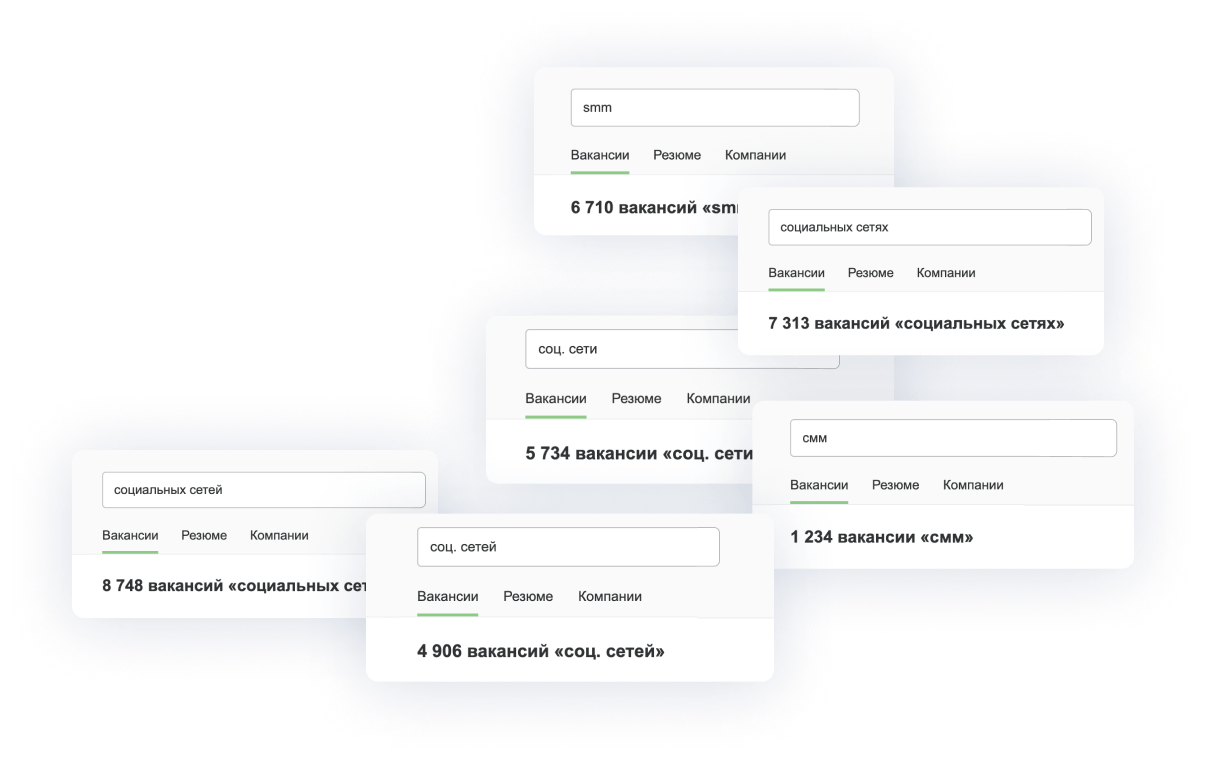 smm
Вакансии Резюме Компании
6 710 вакансий «sm
социальных сетях
Вакансии Резюме Компании
7 313 вакансий «социальных сетях»
соц. сети
Вакансии Резюме Компании
5 734 вакансии «соц. сети
смм
Вакансии Резюме Компании
1 234 вакансии «смм»
социальных сетей
Вакансии Резюме Компании
8 748 вакансий «социальных сет
соц. сетей
Вакансии Резюме Компании
4 906 вакансий «соц. сетей»